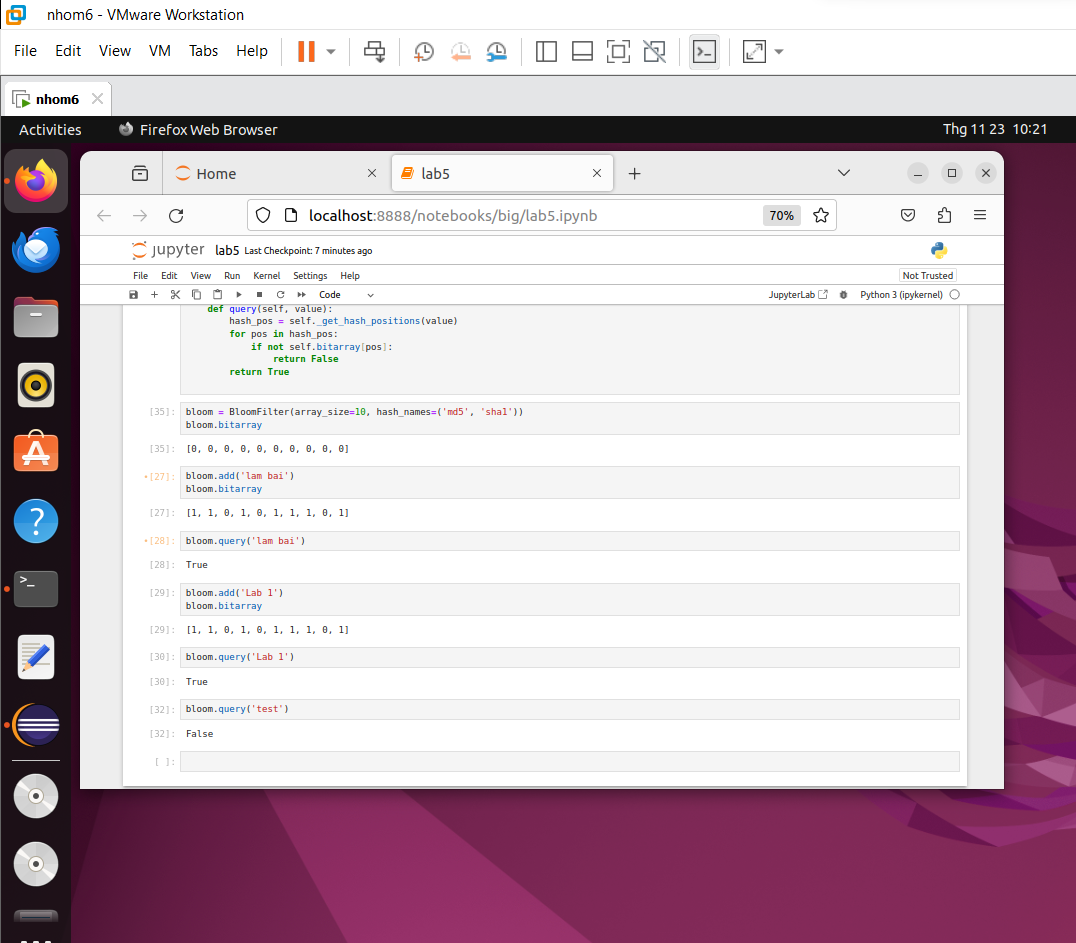 nhom6 - VMware Workstation
File Edit View VM Tabs Help
nhom6
Activities Firefox Web Browser Thg 11 23 10:21
Home lab5
localhost:8888/notebooks/big/lab5.ipynb 70%
jupyter lab5 Last Checkpoint: 7 minutes ago
File Edit View Run Kernel Settings Help Not Trusted
Code JupyterLab Python 3 (ipykernel)
def query(self, value):
hash_pos = self._get_hash_positions(value)
for pos in hash_pos:
if not self.bitarray[pos]:
return False
return True
[35]: bloom = BloomFilter(array_size=10, hash_names=('md5', 'sha1'))
bloom.bitarray
[35]: [0, 0, 0, 0, 0, 0, 0, 0, 0, 0]
[27]: bloom.add('lam bai')
bloom.bitarray
[27]: [1, 1, 0, 1, 0, 1, 1, 1, 0, 1]
[28]: bloom.query('lam bai')
[28]: True
[29]: bloom.add('Lab 1')
bloom.bitarray
[29]: [1, 1, 0, 1, 0, 1, 1, 1, 0, 1]
[30]: bloom.query('Lab 1')
[30]: True
[32]: bloom.query('test')
[32]: False
[ ]: